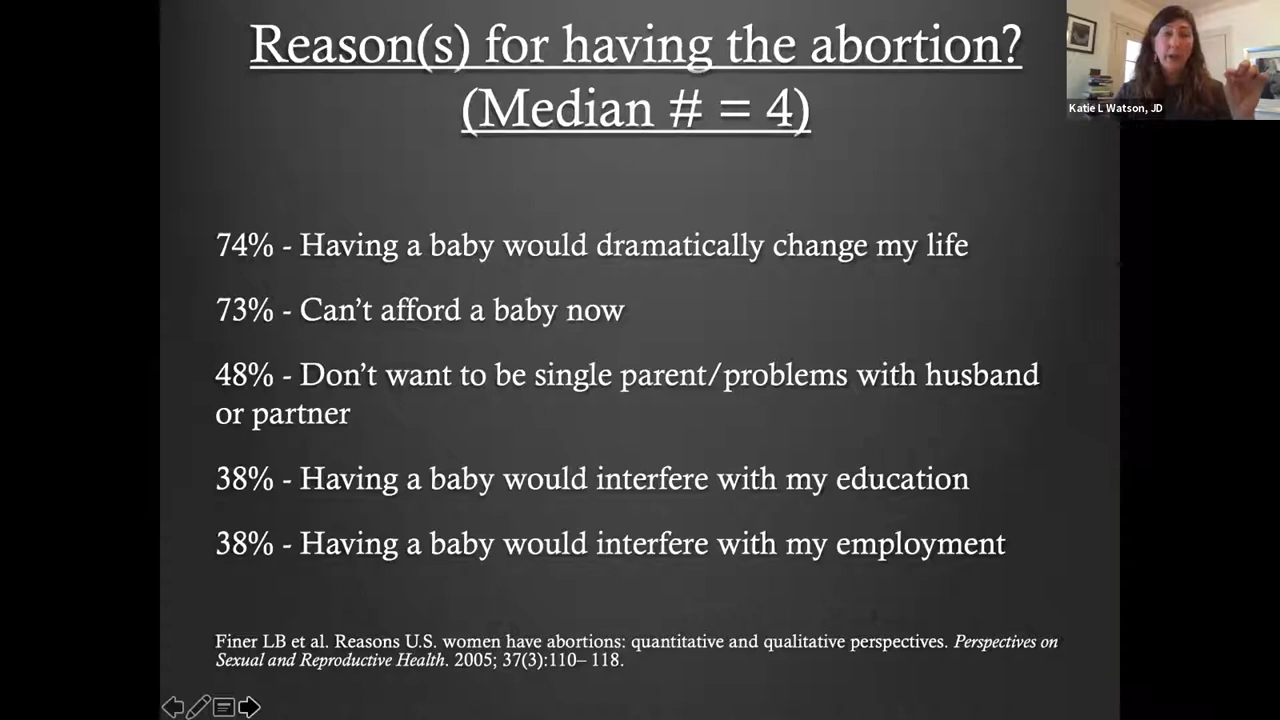 Reason(s) for having the abortion?
(Median # = 4)
Katie L Watson, JD
74% - Having a baby would dramatically change my life
73% - Can’t afford a baby now
48% - Don’t want to be single parent/problems with husband
or partner
38% - Having a baby would interfere with my education
38% - Having a baby would interfere with my employment
Finer LB et al. Reasons U.S. women have abortions: quantitative and qualitative perspectives. Perspectives on
Sexual and Reproductive Health. 2005; 37(3):110– 118.